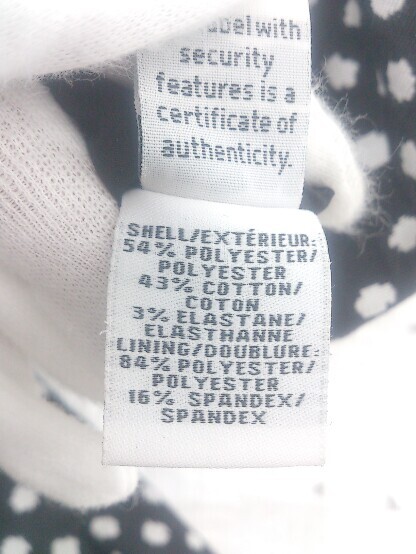 label with
security
features is a
certificate of
authenticity.
SHELL/EXTÉRIEUR:
54% POLYESTER/
POLYESTER
43% COTTON/
COTON
3% ELASTANE/
ELASTHANNE
LINING/DOUBLURE:
84% POLYESTER/
POLYESTER
16% SPANDEX/
SPANDEX